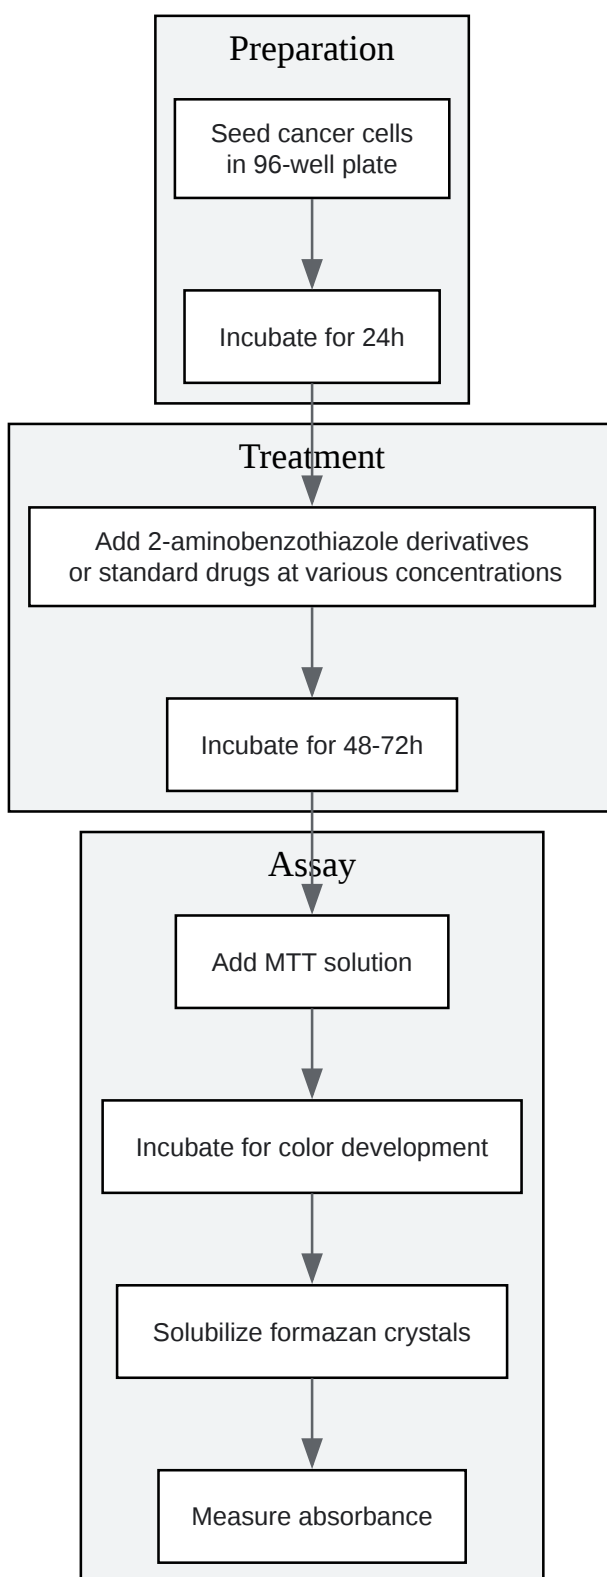 Preparation
Seed cancer cells
in 96-well plate
Incubate for 24h
Treatment
Add 2-aminobenzothiazole derivatives
or standard drugs at various concentrations
Incubate for 48-72h
Assay
Add MTT solution
Incubate for color development
Solubilize formazan crystals
Measure absorbance